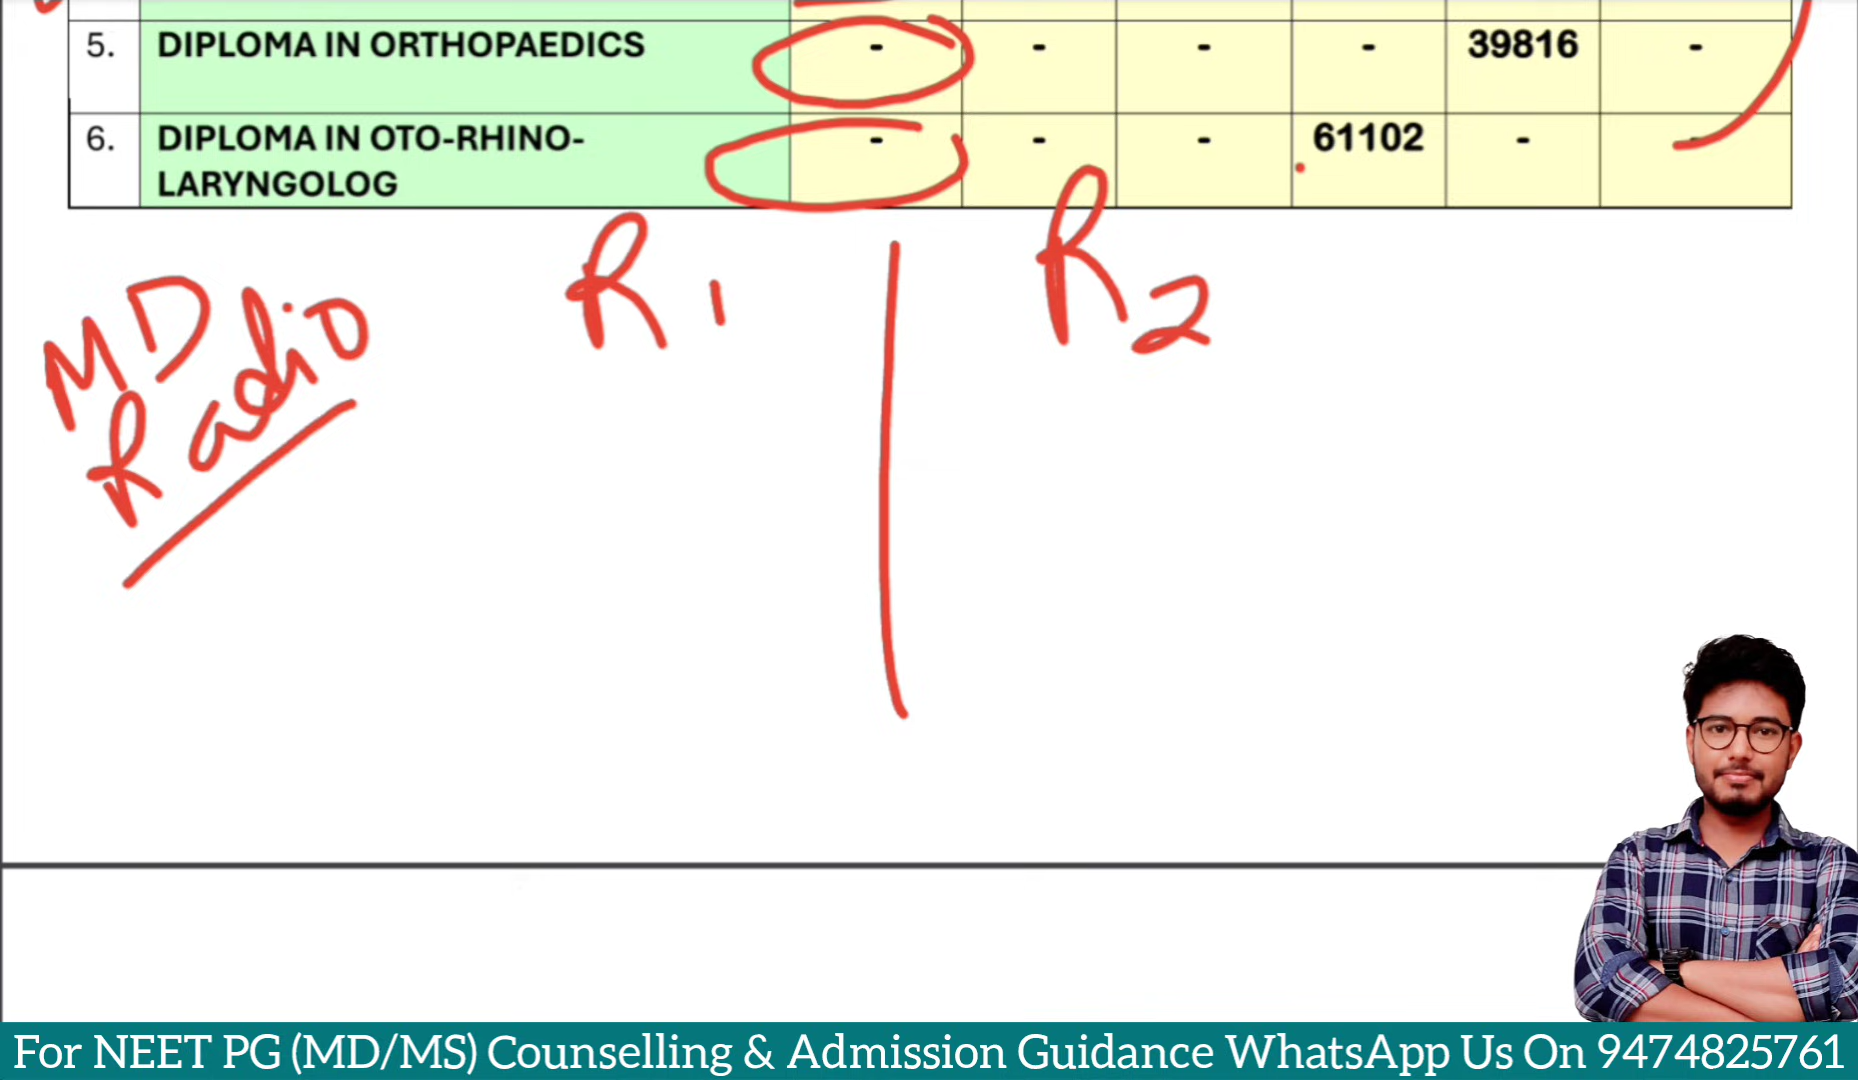 5. DIPLOMA IN ORTHOPAEDICS - - - - 39816 -
6. DIPLOMA IN OTO-RHINO- - - - 61102 - -
LARYNGOLOG
MD R1 R2
Radio
For NEET PG (MD/MS) Counselling & Admission Guidance WhatsApp Us On 9474825761